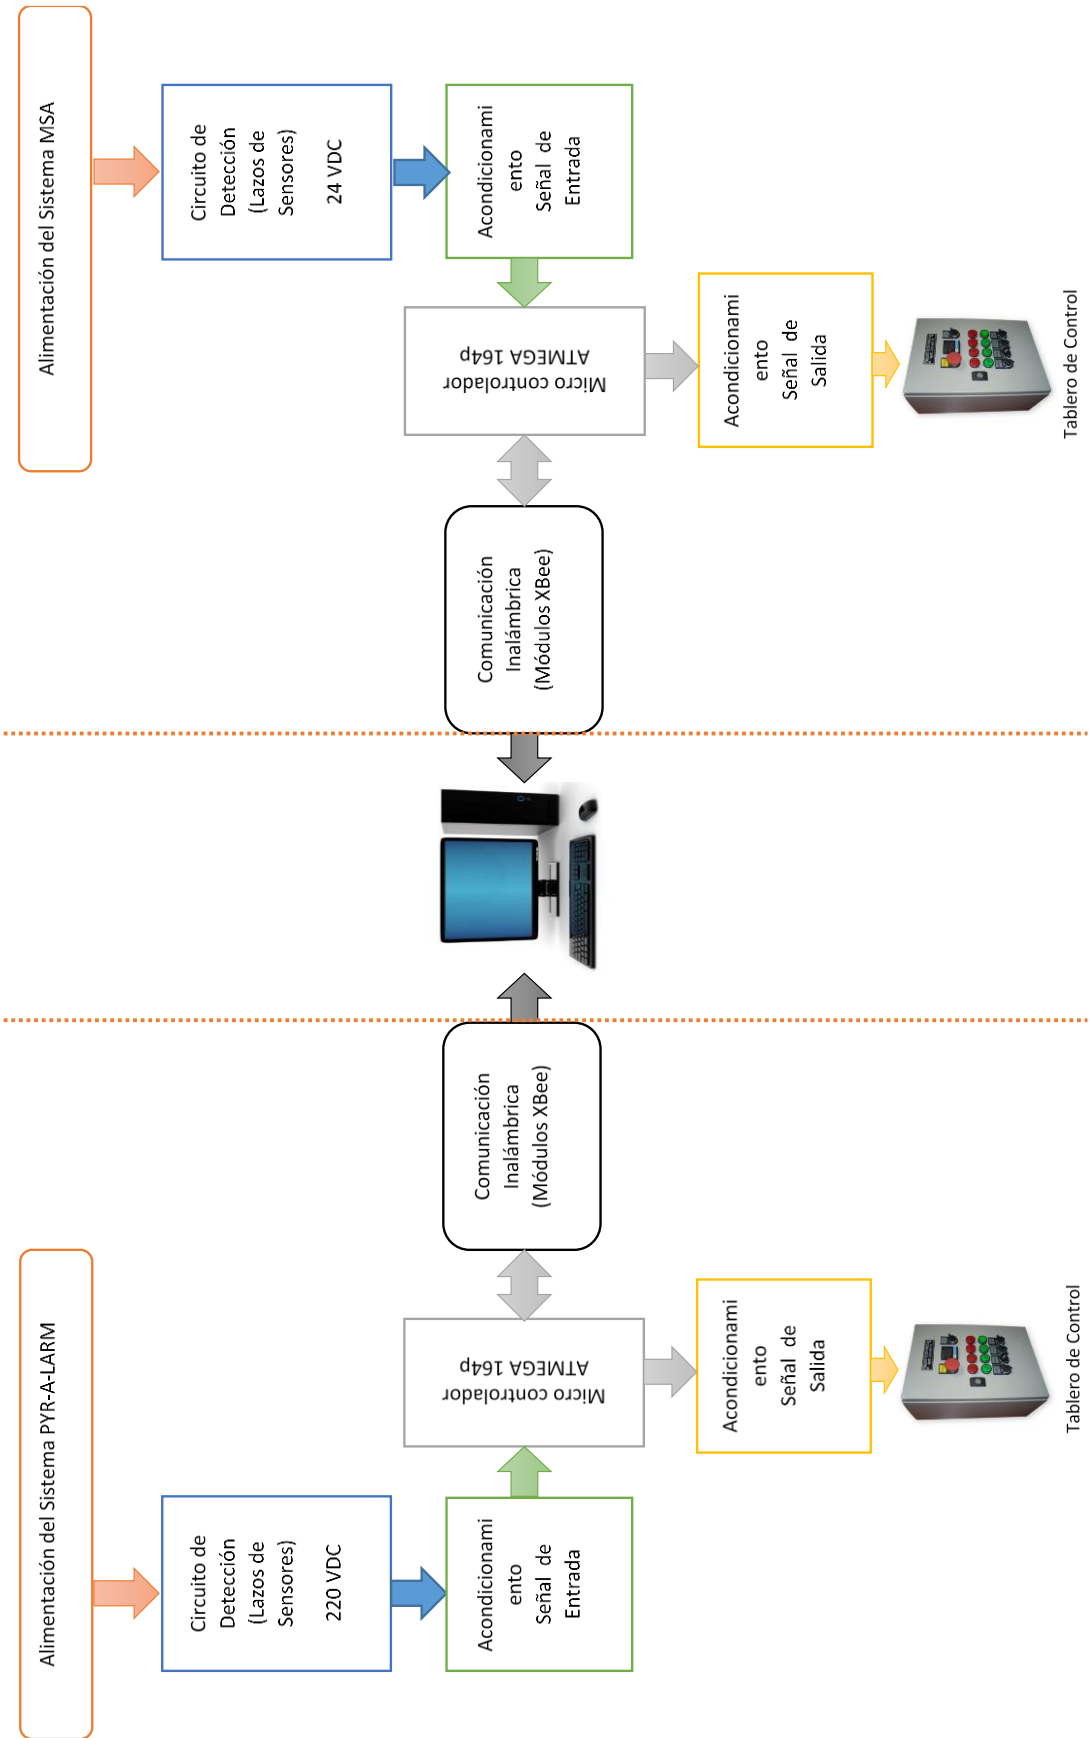 Alimentación del Sistema PYR-A-LARM
Circuito de
Detección
(Lazos de
Sensores)
220 VDC
Acondicionami
ento
Señal de
Entrada
Micro controlador
ATMEGA 164p
Acondicionami
ento
Señal de
Salida
Tablero de Control
Comunicación
Inalámbrica
(Módulos XBee)
Comunicación
Inalámbrica
(Módulos XBee)
Alimentación del Sistema MSA
Circuito de
Detección
(Lazos de
Sensores)
24 VDC
Acondicionami
ento
Señal de
Entrada
Micro controlador
ATMEGA 164p
Acondicionami
ento
Señal de
Salida
Tablero de Control